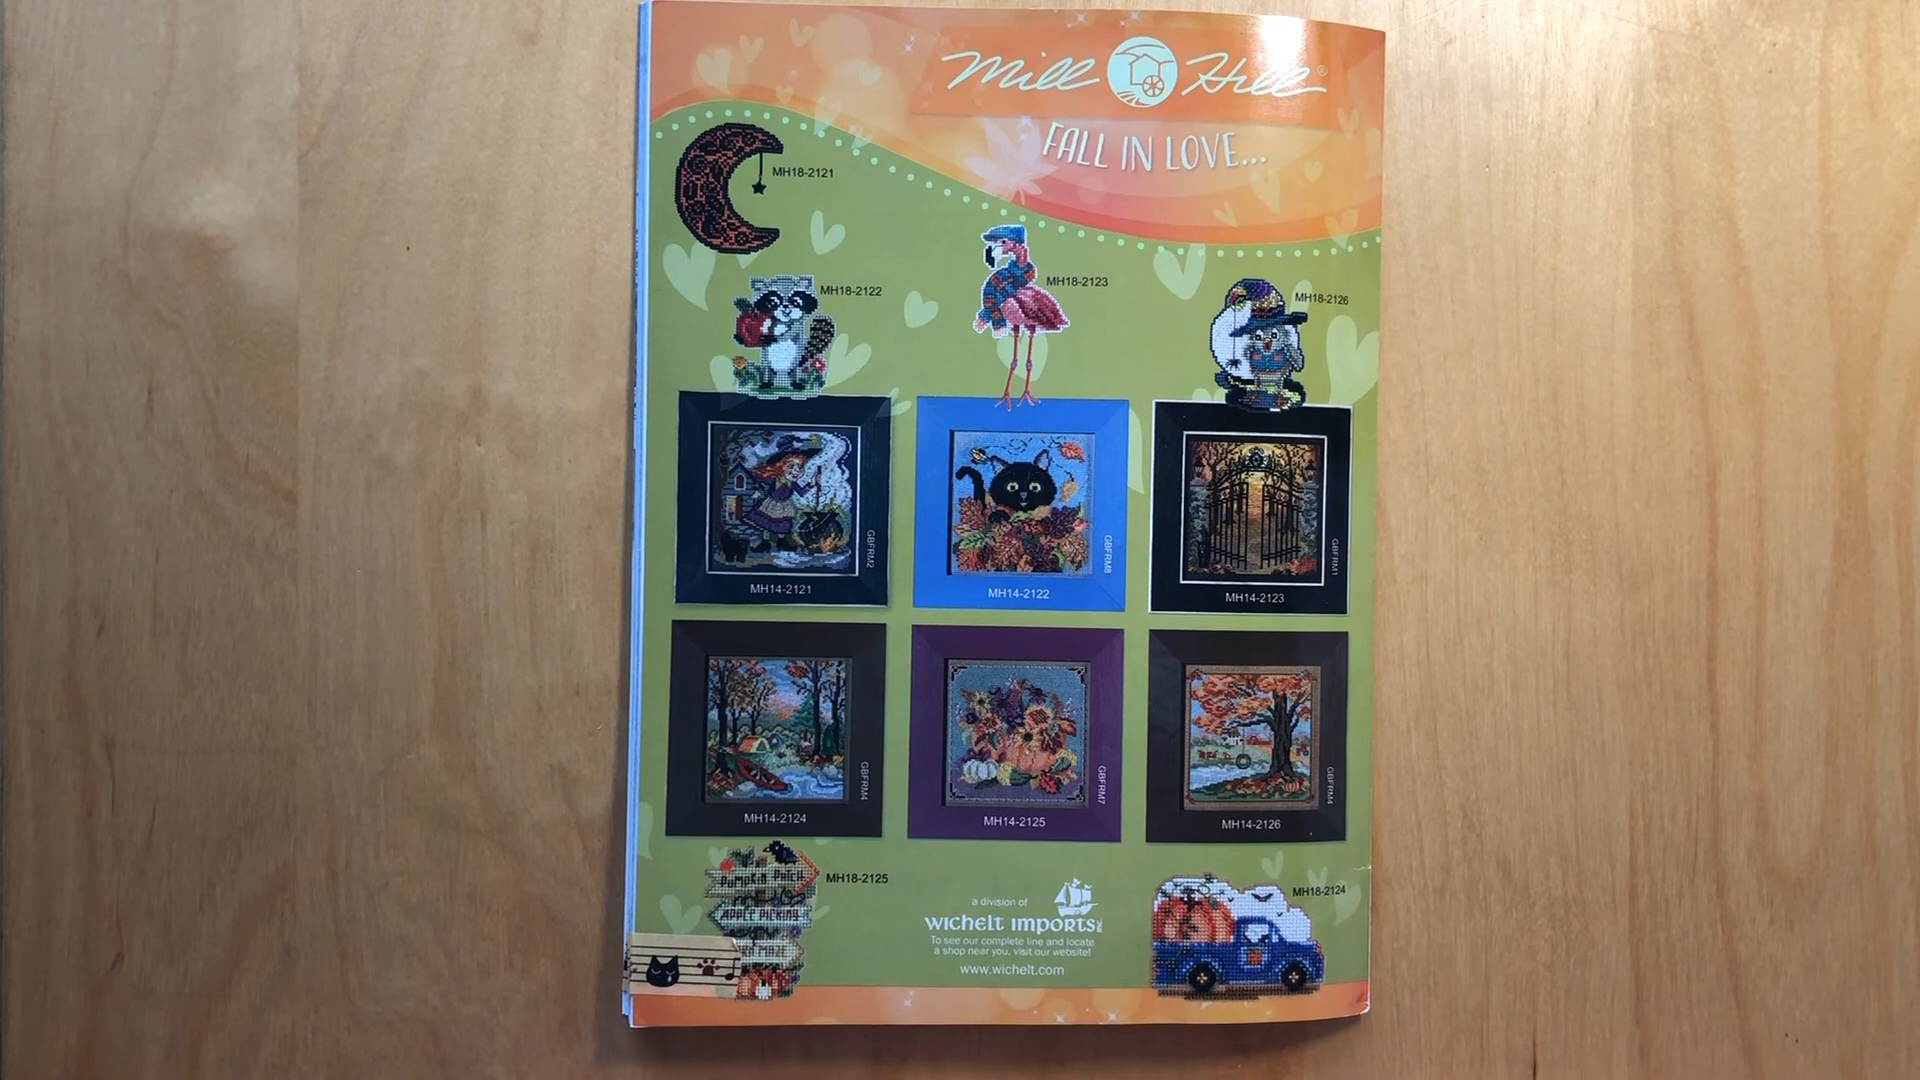 Mill Hill®
FALL IN LOVE...
MH18-2121
MH18-2122
MH18-2123
MH18-2126
GBFRM2
MH14-2121
GBFRM8
MH14-2122
GBFRM1
MH14-2123
GBFRM4
MH14-2124
GBFRM7
MH14-2125
GBFRM4
MH14-2126
PUMPKIN PATCH
APPLE PICKING
MAZE
MH18-2125
a division of
WICHELT IMPORTS INC
To see our complete line and locate
a shop near you, visit our website!
www.wichelt.com
MH18-2124